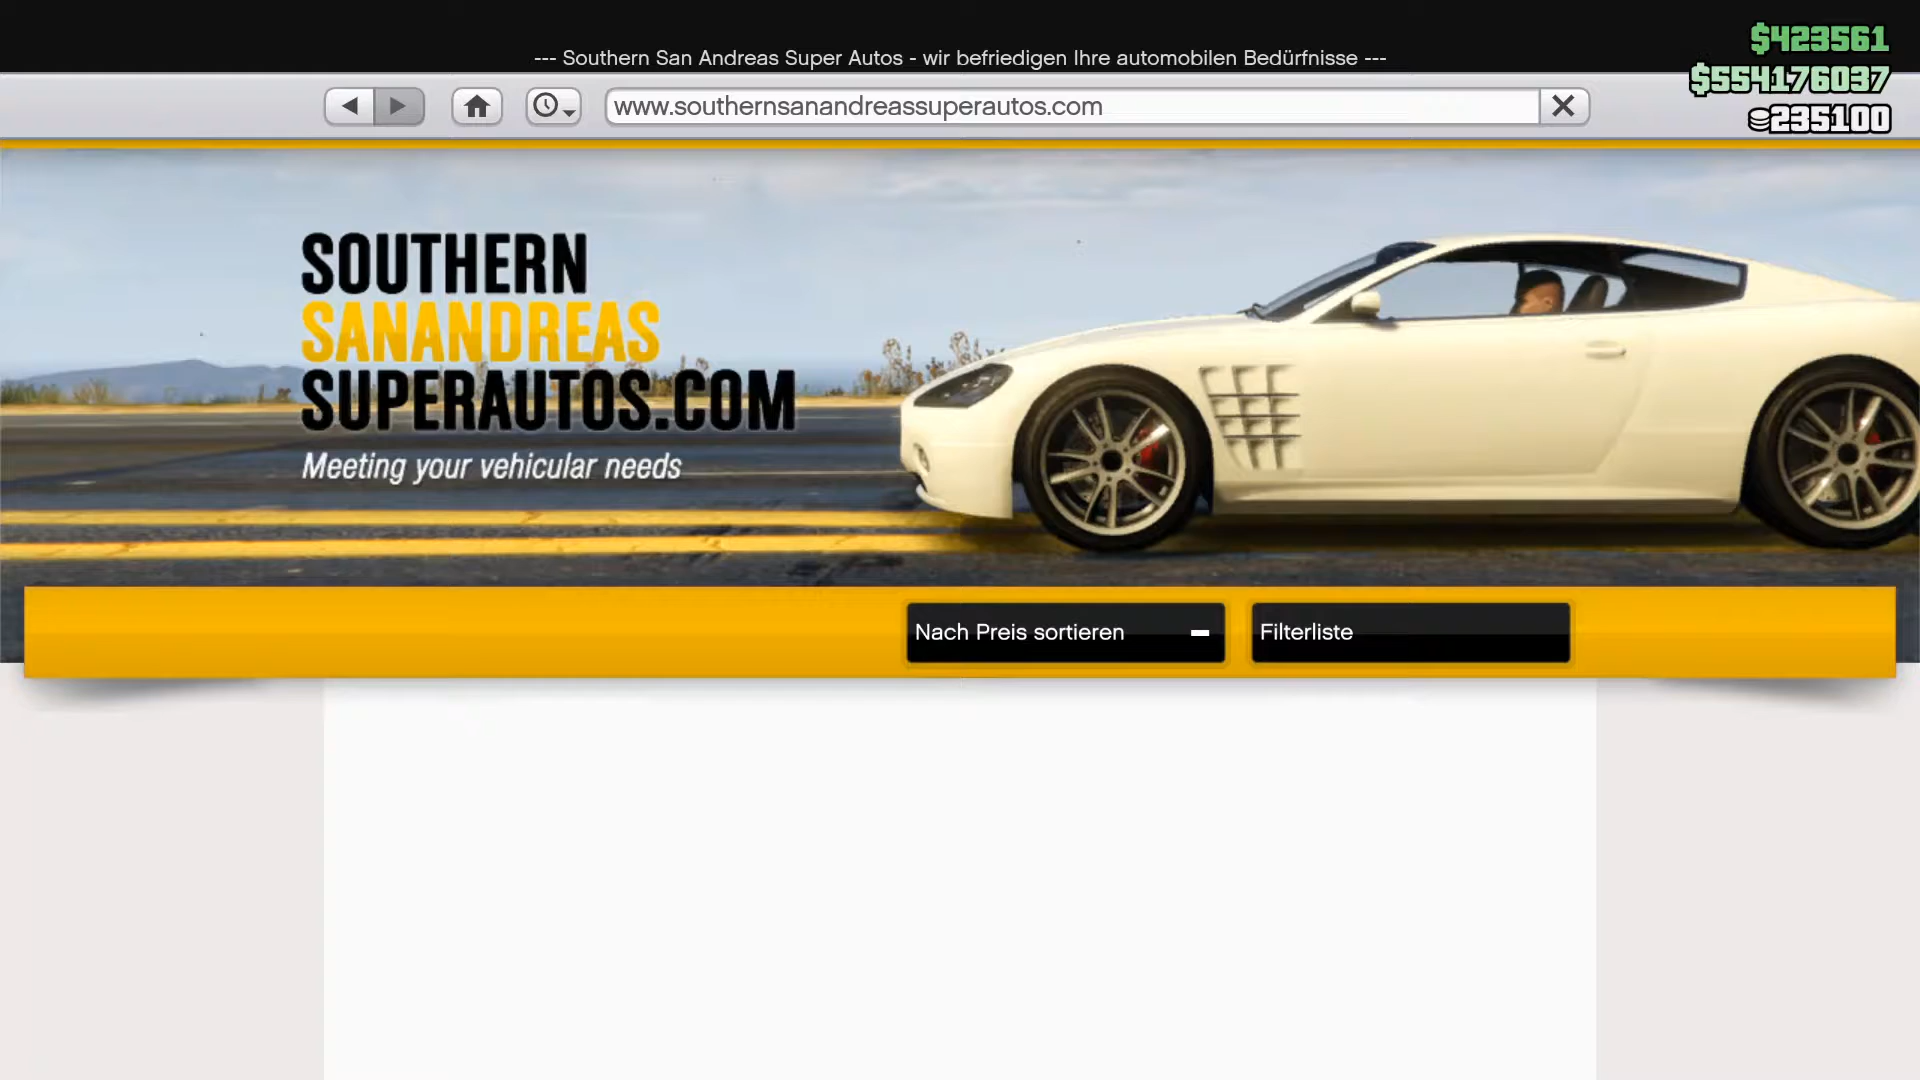 --- Southern San Andreas Super Autos - wir befriedigen Ihre automobilen Bedürfnisse ---
$423561
$554176037
235100
www.southernsanandreassuperautos.com
SOUTHERN
SANANDREAS
SUPERAUTOS.COM
Meeting your vehicular needs
Nach Preis sortieren
Filterliste